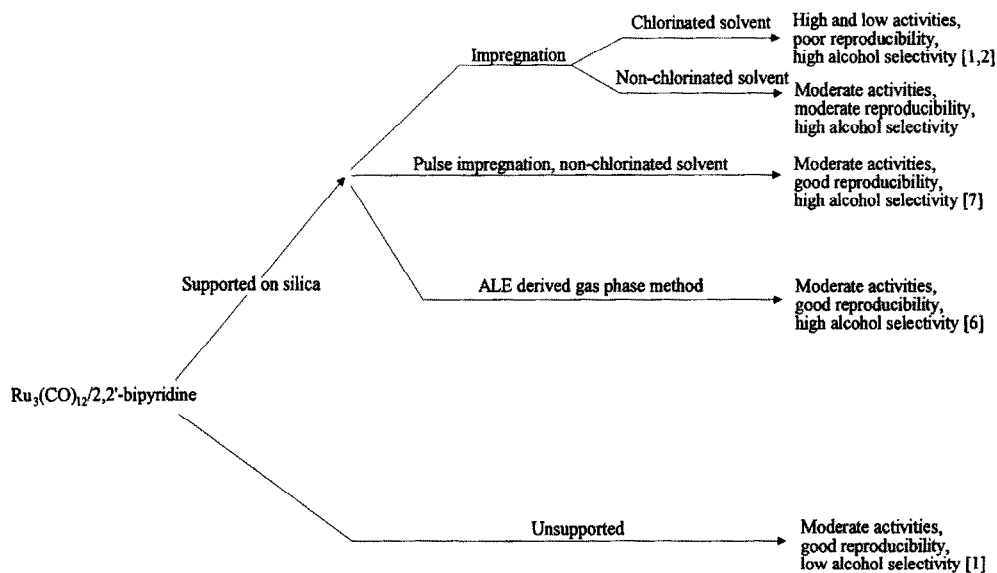 Chlorinated solvent
High and low activities,
poor reproducibility,
high alcohol selectivity [1,2]
Impregnation
Non-chlorinated solvent
Moderate activities,
moderate reproducibility,
high alcohol selectivity
Pulse impregnation, non-chlorinated solvent
Moderate activities,
good reproducibility,
high alcohol selectivity [7]
Supported on silica
ALE derived gas phase method
Moderate activities,
good reproducibility,
high alcohol selectivity [6]
Ru₃(CO)₁₂/2,2'-bipyridine
Unsupported
Moderate activities,
good reproducibility,
low alcohol selectivity [1]